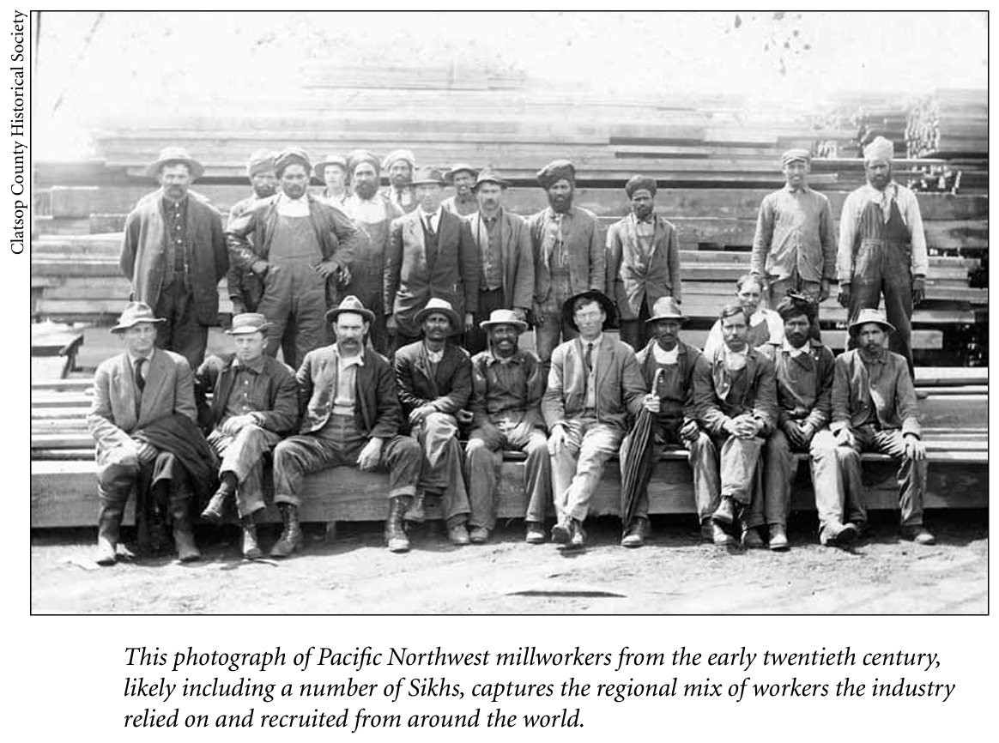 Clatsop County Historical Society
This photograph of Pacific Northwest millworkers from the early twentieth century,
likely including a number of Sikhs, captures the regional mix of workers the industry
relied on and recruited from around the world.